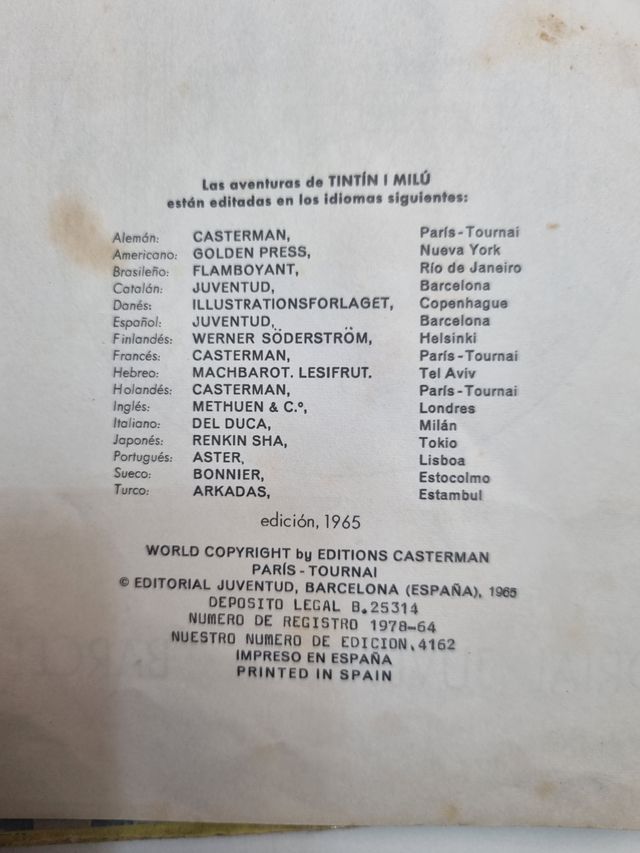 Las aventuras de TINTÍN I MILÚ
están editadas en los idiomas siguientes:
Alemán: CASTERMAN, París-Tournai
Americano: GOLDEN PRESS, Nueva York
Brasileño: FLAMBOYANT, Río de Janeiro
Catalán: JUVENTUD, Barcelona
Danés: ILLUSTRATIONSFORLAGET, Copenhague
Español: JUVENTUD, Barcelona
Finlandés: WERNER SÖDERSTRÖM, Helsinki
Francés: CASTERMAN, París-Tournai
Hebreo: MACHBAROT. LESIFRUT. Tel Aviv
Holandés: CASTERMAN, París-Tournai
Inglés: METHUEN & C.º, Londres
Italiano: DEL DUCA, Milán
Japonés: RENKIN SHA, Tokio
Portugués: ASTER, Lisboa
Sueco: BONNIER, Estocolmo
Turco: ARKADAS, Estambul
edición, 1965
WORLD COPYRIGHT by EDITIONS CASTERMAN
PARÍS - TOURNAI
© EDITORIAL JUVENTUD, BARCELONA (ESPAÑA), 1965
DEPOSITO LEGAL B.25314
NUMERO DE REGISTRO 1978-64
NUESTRO NUMERO DE EDICION.4162
IMPRESO EN ESPAÑA
PRINTED IN SPAIN